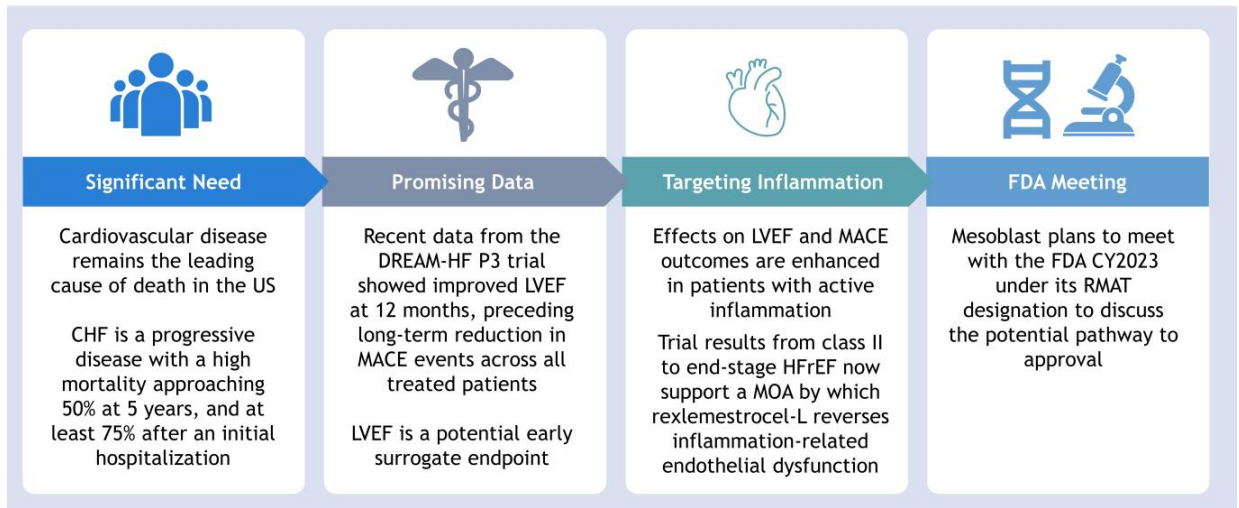 Significant Need
Cardiovascular disease
remains the leading
cause of death in the US
CHF is a progressive
disease with a high
mortality approaching
50% at 5 years, and at
least 75% after an initial
hospitalization
Promising Data
Recent data from the
DREAM-HF P3 trial
showed improved LVEF
at 12 months, preceding
long-term reduction in
MACE events across all
treated patients
LVEF is a potential early
surrogate endpoint
Targeting Inflammation
Effects on LVEF and MACE
outcomes are enhanced
in patients with active
inflammation
Trial results from class II
to end-stage HFrEF now
support a MOA by which
rexlemestrocel-L reverses
inflammation-related
endothelial dysfunction
FDA Meeting
Mesoblast plans to meet
with the FDA CY2023
under its RMAT
designation to discuss
the potential pathway to
approval